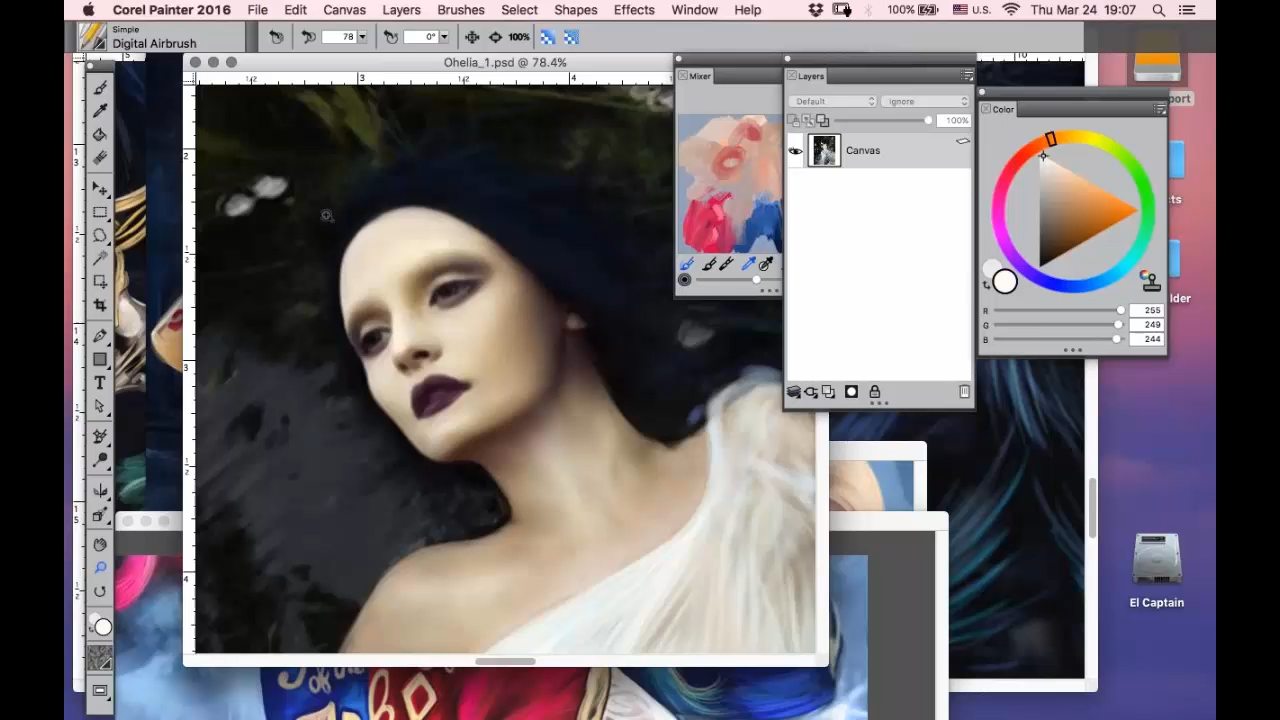 Corel Painter 2016 File Edit Canvas Layers Brushes Select Shapes Effects Window Help 100% U.S. Thu Mar 24 19:07
Simple
Digital Airbrush
78
0°
100%
Ohelia_1.psd @ 78.4%
Mixer
Layers
Default
Ignore
100%
Canvas
Color
R 255
G 249
B 244
El Captain
of the